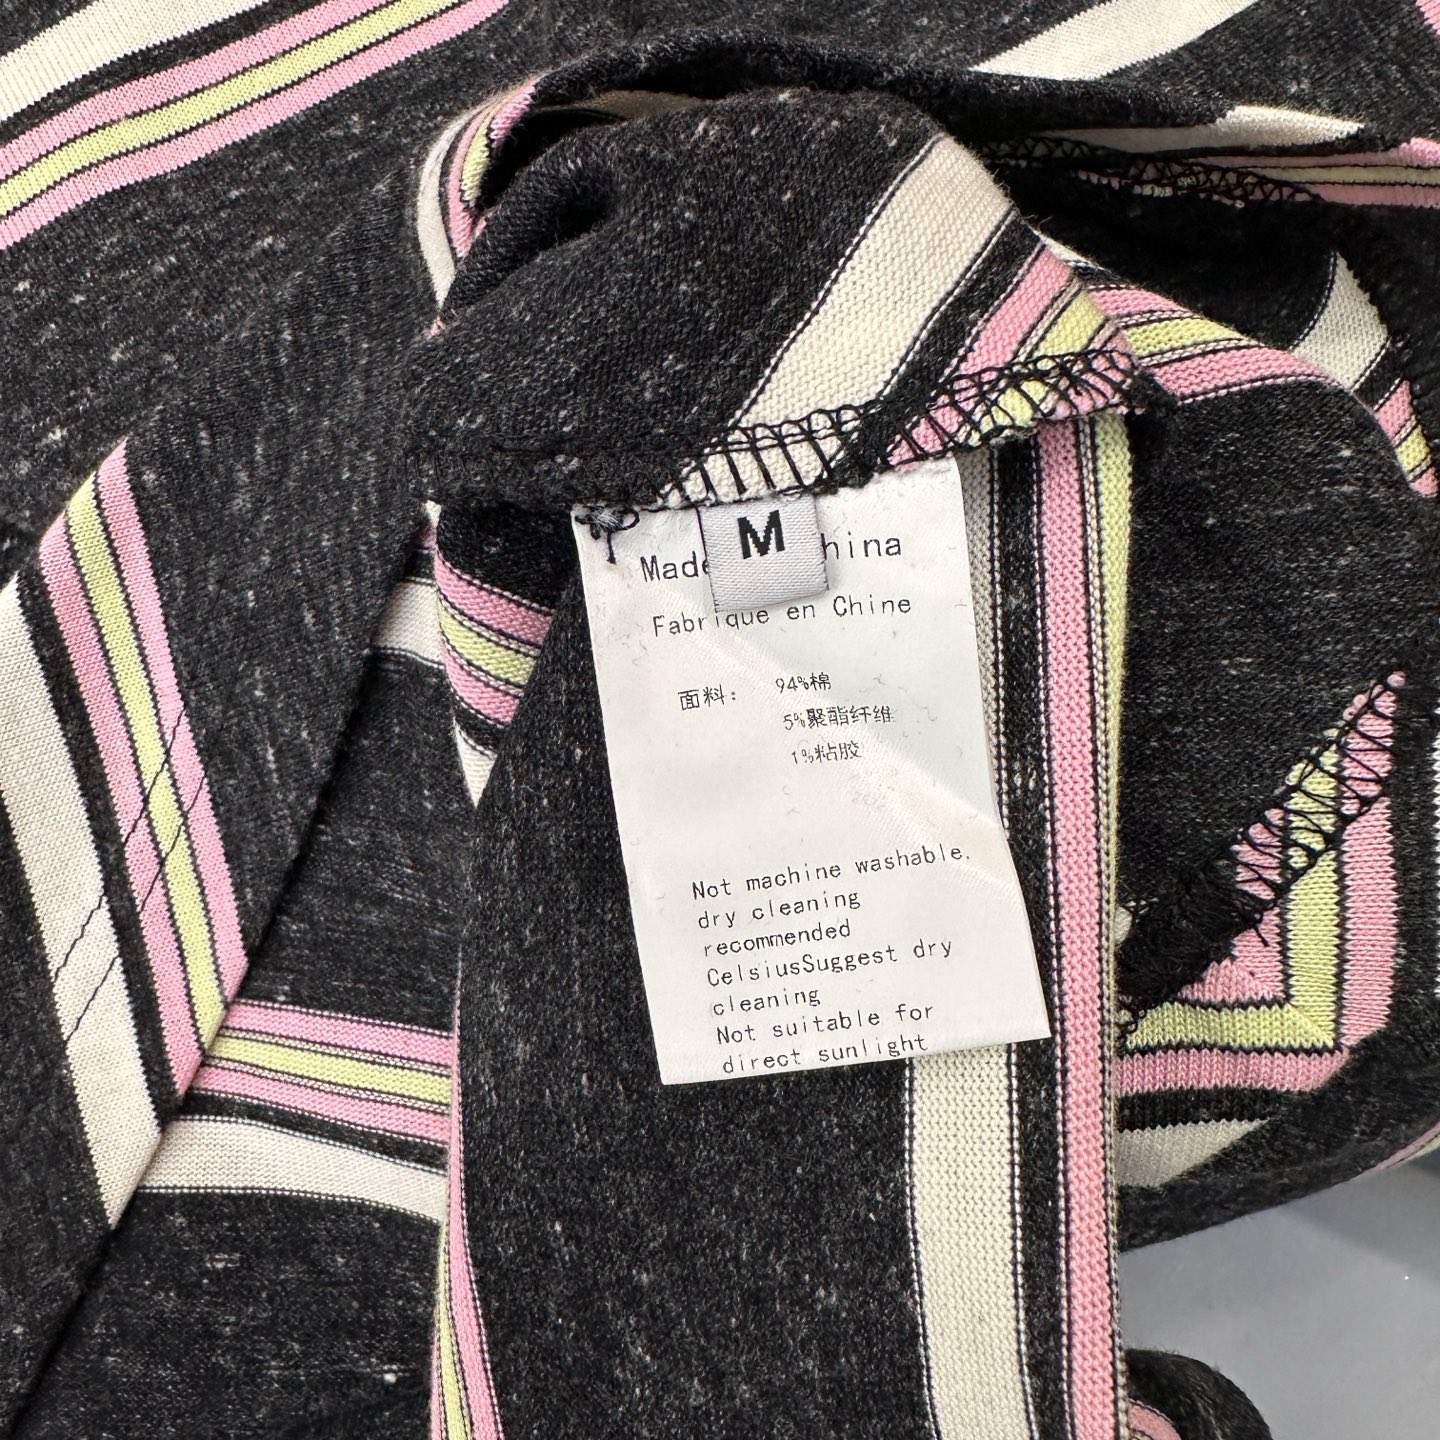 M
Made hina
Fabrique en Chine
面料: 94%棉
5%聚酯纤维
1%粘胶
Not machine washable,
dry cleaning
recommended
CelsiusSuggest dry
cleaning
Not suitable for
direct sunlight